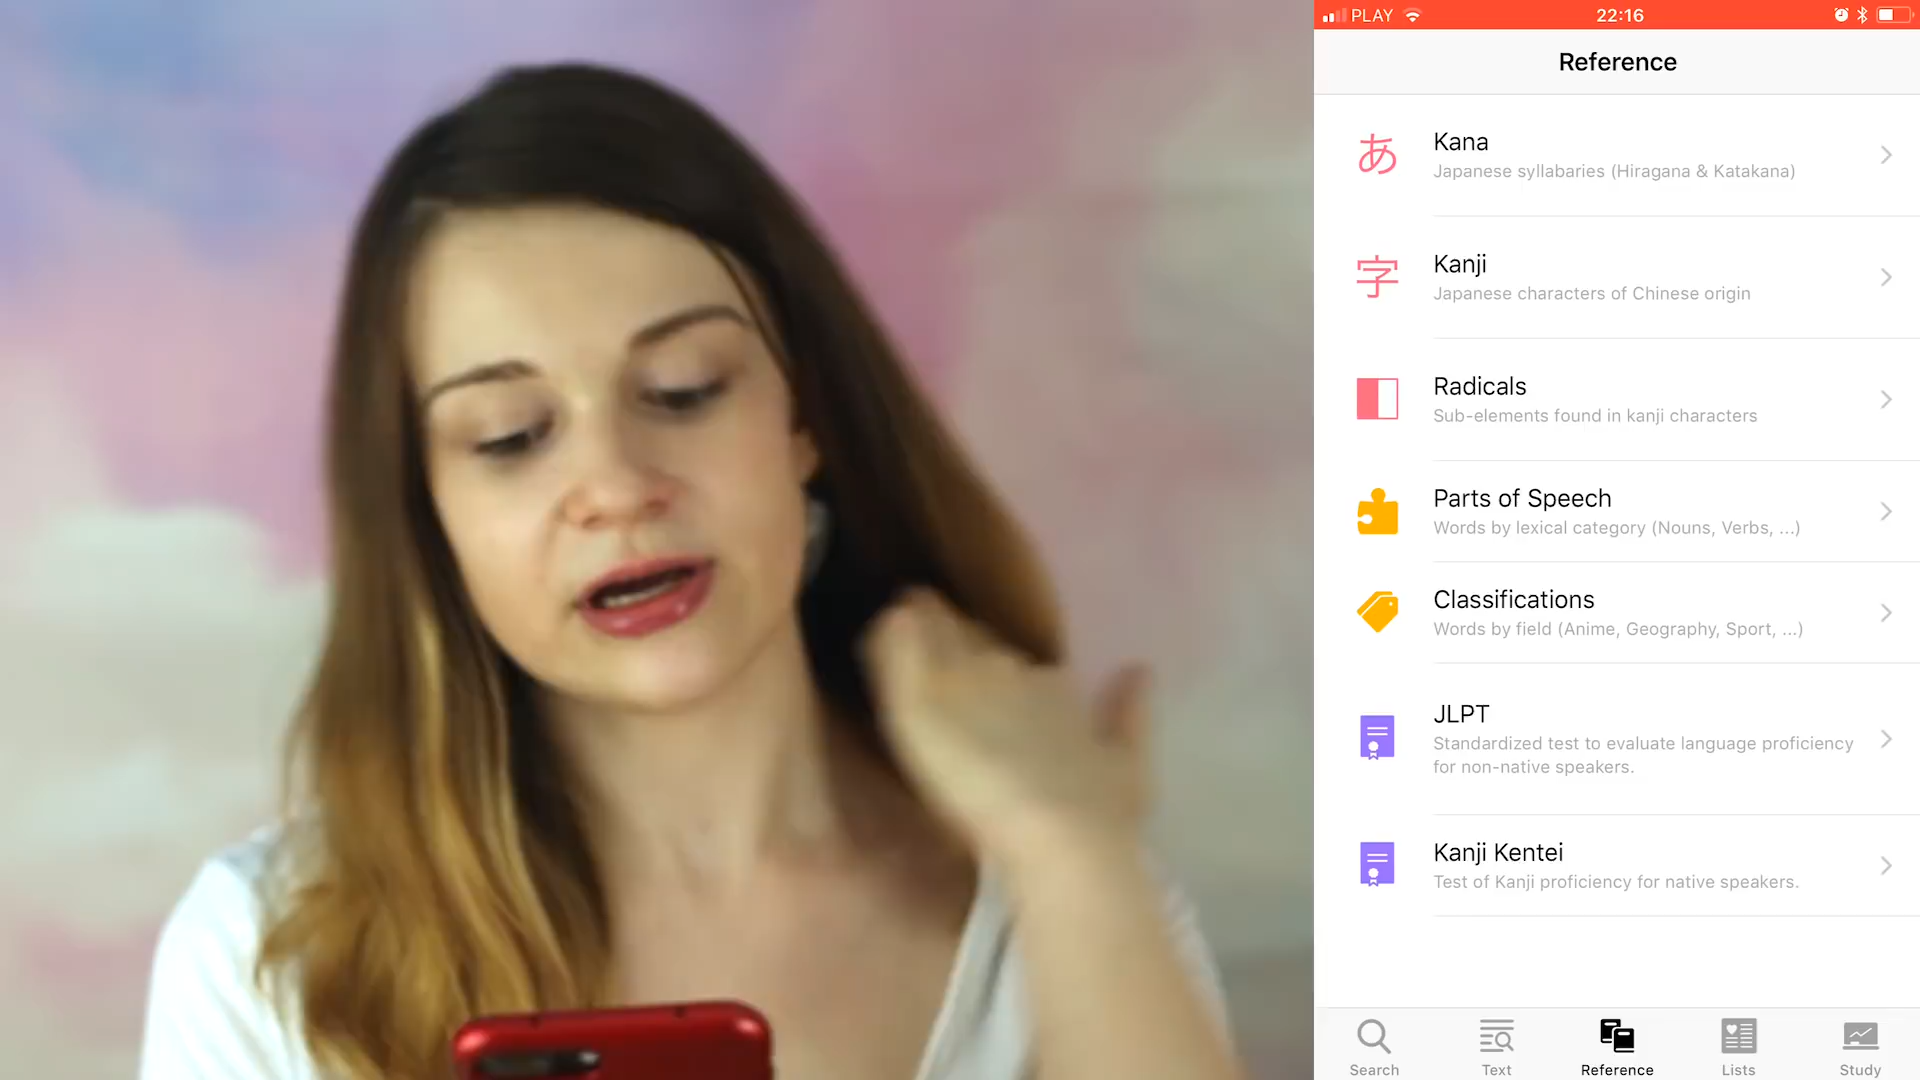 PLAY 22:16
Reference
あ
Kana
Japanese syllabaries (Hiragana & Katakana)
字
Kanji
Japanese characters of Chinese origin
Radicals
Sub-elements found in kanji characters
Parts of Speech
Words by lexical category (Nouns, Verbs, ...)
Classifications
Words by field (Anime, Geography, Sport, ...)
JLPT
Standardized test to evaluate language proficiency
for non-native speakers.
Kanji Kentei
Test of Kanji proficiency for native speakers.
Search Text Reference Lists Study